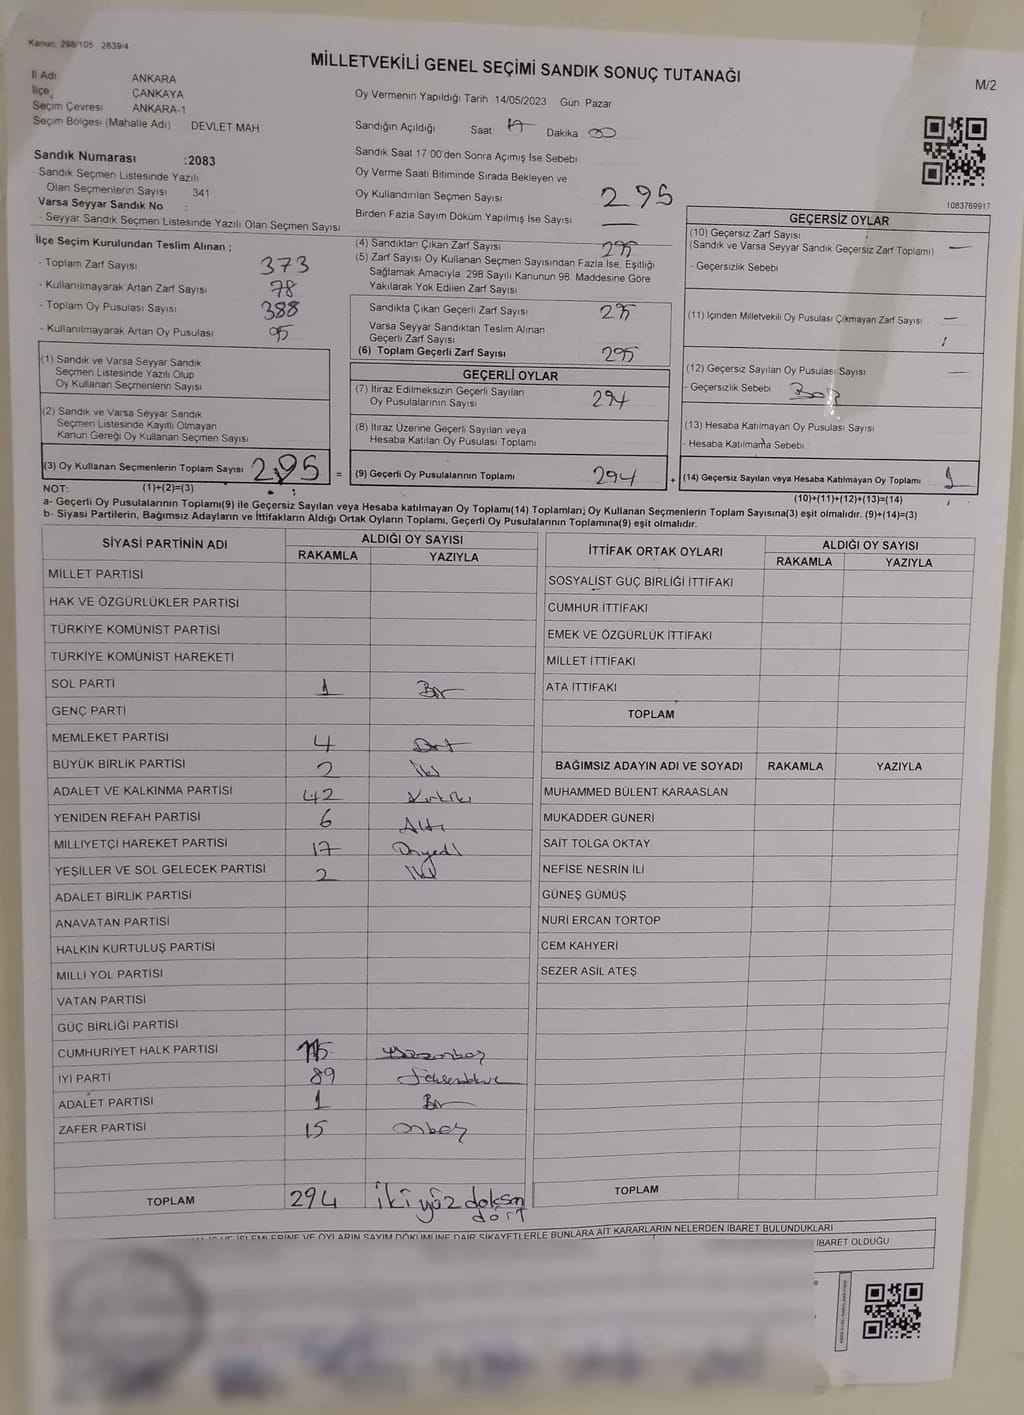 Kanun: 298/105 2839/4
MİLLETVEKİLİ GENEL SEÇİMİ SANDIK SONUÇ TUTANAĞI
M/2
İl Adı ANKARA
İlçe ÇANKAYA
Seçim Çevresi ANKARA-1
Seçim Bölgesi (Mahalle Adı) DEVLET MAH
Oy Vermenin Yapıldığı Tarih :14/05/2023 Gün: Pazar
Sandığın Açıldığı Saat 17 Dakika 00
Sandık Saat 17:00'den Sonra Açımış İse Sebebi
Sandık Numarası :2083
- Sandık Seçmen Listesinde Yazılı
Olan Seçmenlerin Sayısı 341
Varsa Seyyar Sandık No :
- Seyyar Sandık Seçmen Listesinde Yazılı Olan Seçmen Sayısı
Oy Verme Saati Bitiminde Sırada Bekleyen ve
Oy Kullandırılan Seçmen Sayısı 295
Birden Fazla Sayım Döküm Yapılmış İse Sayısı —
1083769917
İlçe Seçim Kurulundan Teslim Alınan ;
- Toplam Zarf Sayısı 373
- Kullanılmayarak Artan Zarf Sayısı 78
- Toplam Oy Pusulası Sayısı 388
- Kullanılmayarak Artan Oy Pusulası 95
(1) Sandık ve Varsa Seyyar Sandık
Seçmen Listesinde Yazılı Olup
Oy Kullanan Seçmenlerin Sayısı
(2) Sandık ve Varsa Seyyar Sandık
Seçmen Listesinde Kayıtlı Olmayan
Kanun Gereği Oy Kullanan Seçmen Sayısı
(3) Oy Kullanan Seçmenlerin Toplam Sayısı 295
(4) Sandıktan Çıkan Zarf Sayısı 295
(5) Zarf Sayısı Oy Kullanan Seçmen Sayısından Fazla İse, Eşitliği
Sağlamak Amacıyla, 298 Sayılı Kanunun 98. Maddesine Göre
Yakılarak Yok Edilen Zarf Sayısı
Sandıkta Çıkan Geçerli Zarf Sayısı 295
Varsa Seyyar Sandıktan Teslim Alınan
Geçerli Zarf Sayısı
(6) Toplam Geçerli Zarf Sayısı 295
GEÇERLİ OYLAR
(7) İtiraz Edilmeksizin Geçerli Sayılan
Oy Pusulalarının Sayısı 294
(8) İtiraz Üzerine Geçerli Sayılan veya
Hesaba Katılan Oy Pusulası Toplamı
= (9) Geçerli Oy Pusulalarının Toplamı 294
GEÇERSİZ OYLAR
(10) Geçersiz Zarf Sayısı
(Sandık ve Varsa Seyyar Sandık Geçersiz Zarf Toplamı) —
- Geçersizlik Sebebi
(11) İçinden Milletvekili Oy Pusulası Çıkmayan Zarf Sayısı —
1
(12) Geçersiz Sayılan Oy Pusulası Sayısı —
- Geçersizlik Sebebi Boş
(13) Hesaba Katılmayan Oy Pusulası Sayısı
- Hesaba Katılmama Sebebi
+ (14) Geçersiz Sayılan veya Hesaba Katılmayan Oy Toplamı 1
NOT: (1)+(2)=(3)
(10)+(11)+(12)+(13)=(14)
a- Geçerli Oy Pusulalarının Toplamı(9) ile Geçersiz Sayılan veya Hesaba katılmayan Oy Toplamı(14) Toplamları, Oy Kullanan Seçmenlerin Toplam Sayısına(3) eşit olmalıdır. (9)+(14)=(3)
b- Siyasi Partilerin, Bağımsız Adayların ve İttifakların Aldığı Ortak Oyların Toplamı, Geçerli Oy Pusulalarının Toplamına(9) eşit olmalıdır.
SİYASİ PARTİNİN ADI
ALDIĞI OY SAYISI
RAKAMLA YAZIYLA
MİLLET PARTİSİ
HAK VE ÖZGÜRLÜKLER PARTİSİ
TÜRKİYE KOMÜNİST PARTİSİ
TÜRKİYE KOMÜNİST HAREKETİ
SOL PARTİ 1 Bir
GENÇ PARTİ
MEMLEKET PARTİSİ 4 Dört
BÜYÜK BİRLİK PARTİSİ 2 İki
ADALET VE KALKINMA PARTİSİ 42 Kırkiki
YENİDEN REFAH PARTİSİ 6 Altı
MİLLİYETÇİ HAREKET PARTİSİ 17 Onyedi
YEŞİLLER VE SOL GELECEK PARTİSİ 2 İki
ADALET BİRLİK PARTİSİ
ANAVATAN PARTİSİ
HALKIN KURTULUŞ PARTİSİ
MİLLİ YOL PARTİSİ
VATAN PARTİSİ
GÜÇ BİRLİĞİ PARTİSİ
CUMHURİYET HALK PARTİSİ 115 Yüzonbeş
İYİ PARTİ 89 Seksendokuz
ADALET PARTİSİ 1 Bir
ZAFER PARTİSİ 15 Onbeş
TOPLAM 294 iki yüz doksan
dört
İTTİFAK ORTAK OYLARI
ALDIĞI OY SAYISI
RAKAMLA YAZIYLA
SOSYALİST GÜÇ BİRLİĞİ İTTİFAKI
CUMHUR İTTİFAKI
EMEK VE ÖZGÜRLÜK İTTİFAKI
MİLLET İTTİFAKI
ATA İTTİFAKI
TOPLAM
BAĞIMSIZ ADAYIN ADI VE SOYADI RAKAMLA YAZIYLA
MUHAMMED BÜLENT KARAASLAN
MUKADDER GÜNERİ
SAİT TOLGA OKTAY
NEFİSE NESRİN İLİ
GÜNEŞ GÜMÜŞ
NURİ ERCAN TORTOP
CEM KAHYERİ
SEZER ASİL ATEŞ
TOPLAM
İŞLEMLERİNE VE OYLARIN SAYIM DÖKÜMÜNE DAİR ŞİKAYETLERLE BUNLARA AİT KARARLARIN NELERDEN İBARET BULUNDUKLARI
İBARET OLDUĞU